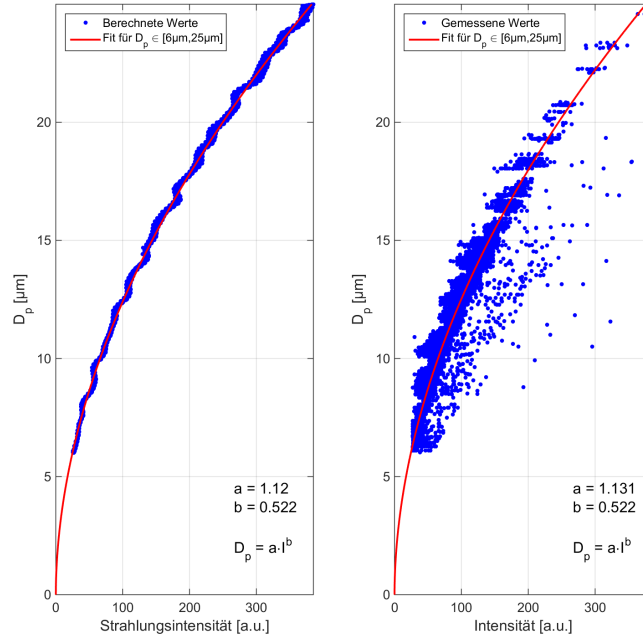 Berechnete Werte
Fit für D_p ∈ [6µm,25µm]
D_p [µm]
20
15
10
5
0
a = 1.12
b = 0.522
D_p = a·I^b
0 100 200 300
Strahlungsintensität [a.u.]
Gemessene Werte
Fit für D_p ∈ [6µm,25µm]
D_p [µm]
20
15
10
5
0
a = 1.131
b = 0.522
D_p = a·I^b
0 100 200 300
Intensität [a.u.]